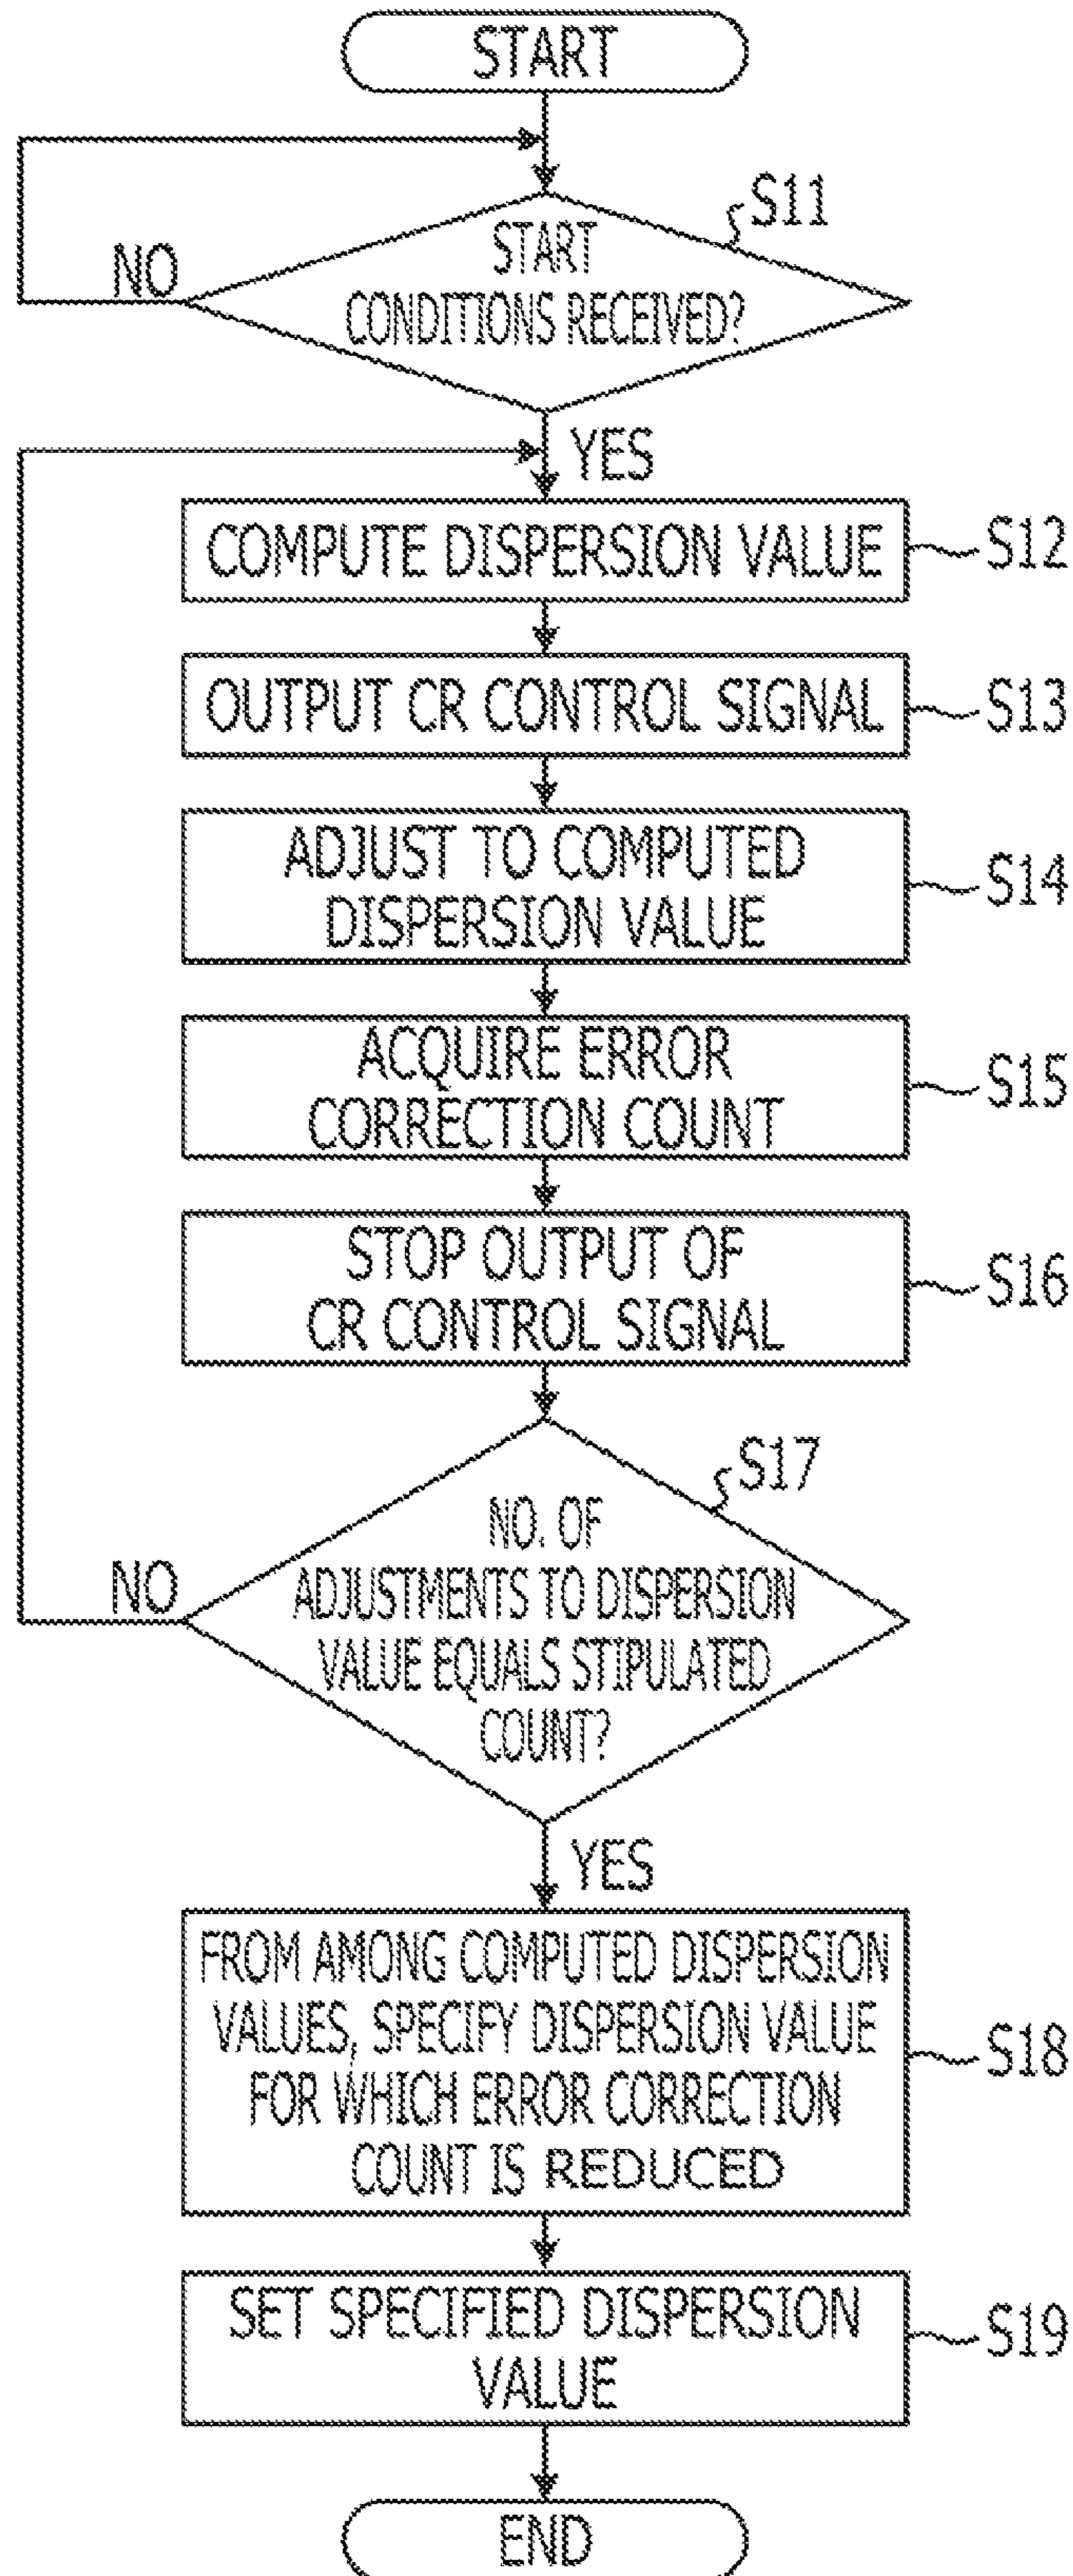 START
S11
START
CONDITIONS RECEIVED?
NO
YES
COMPUTE DISPERSION VALUE
S12
OUTPUT CR CONTROL SIGNAL
S13
ADJUST TO COMPUTED
DISPERSION VALUE
S14
ACQUIRE ERROR
CORRECTION COUNT
S15
STOP OUTPUT OF
CR CONTROL SIGNAL
S16
S17
NO. OF
ADJUSTMENTS TO DISPERSION
VALUE EQUALS STIPULATED
COUNT?
NO
YES
FROM AMONG COMPUTED DISPERSION
VALUES, SPECIFY DISPERSION VALUE
FOR WHICH ERROR CORRECTION
COUNT IS REDUCED
S18
SET SPECIFIED DISPERSION
VALUE
S19
END